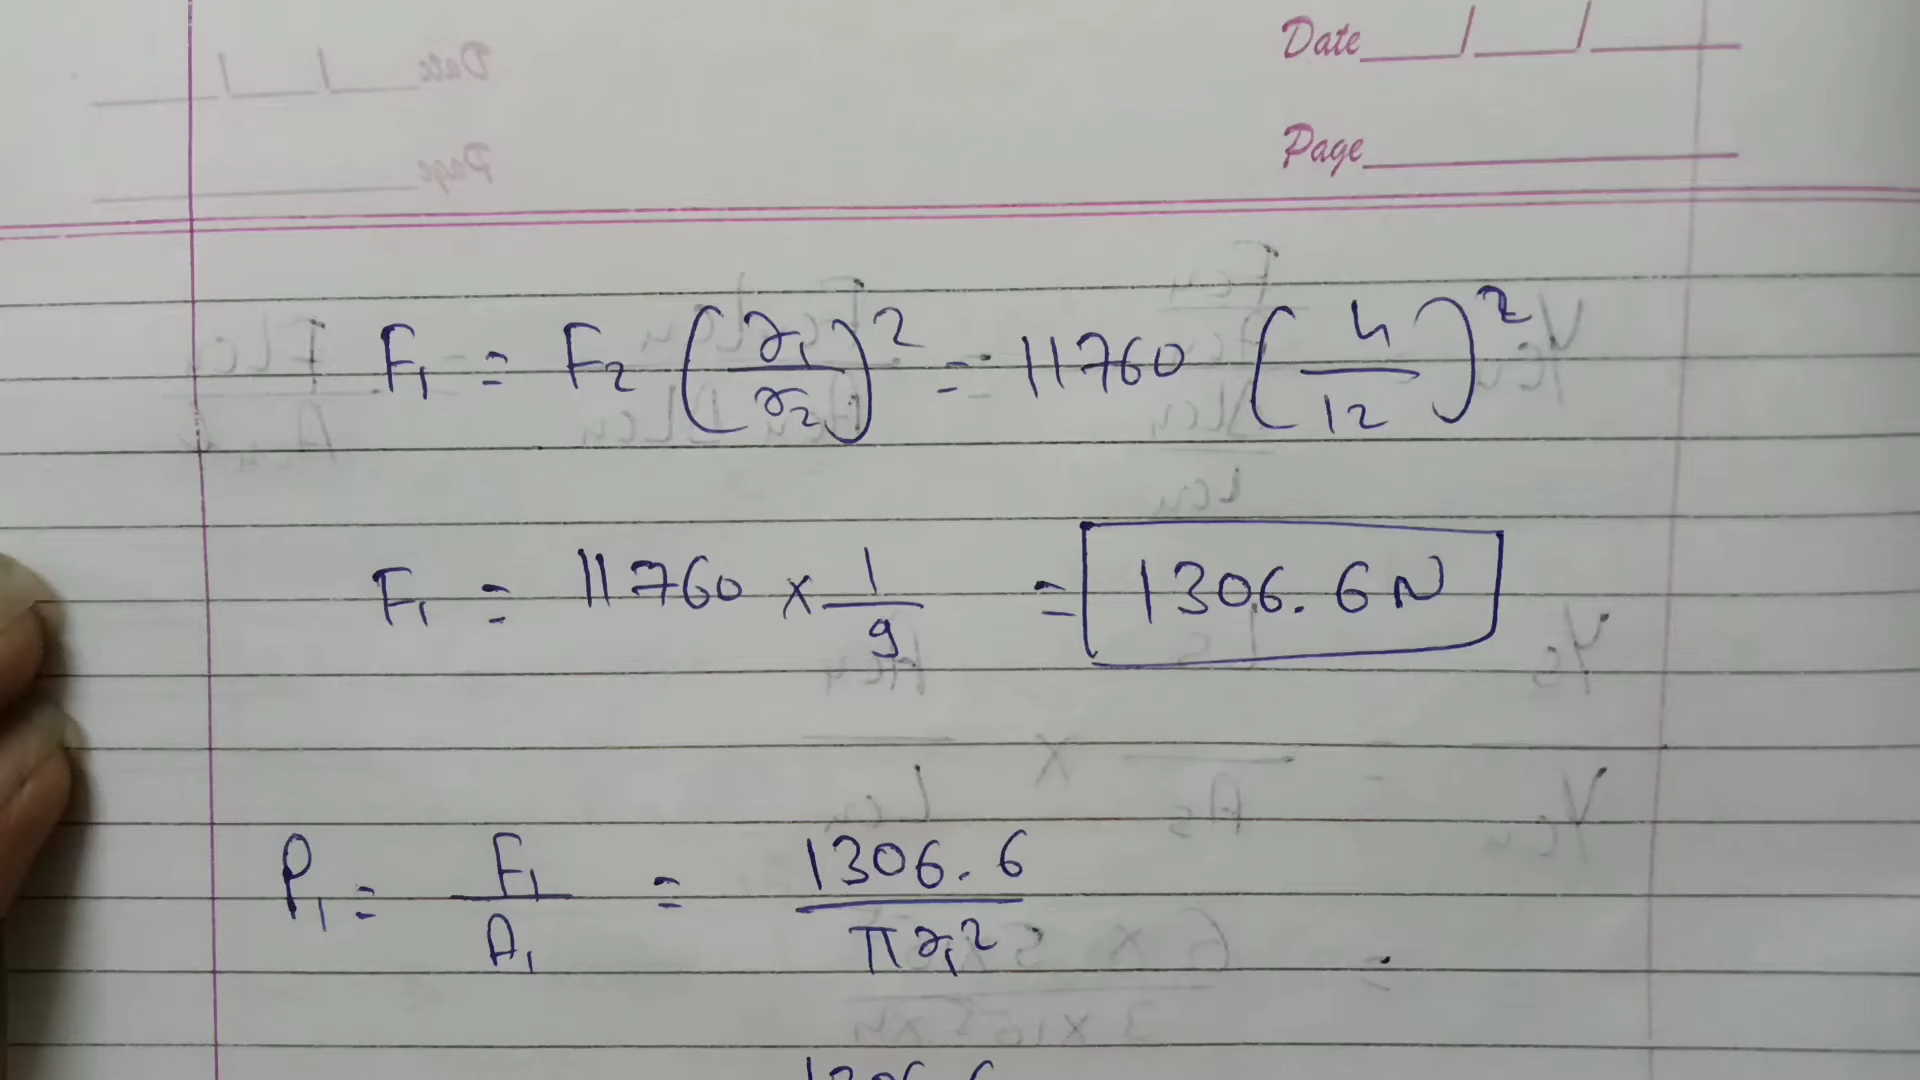 Date
Page
F₁ = F₂ (r₁/r₂)² = 11760 (4/12)²
F₁ = 11760 × 1/9 = 1306.6 N
P₁ = F₁/A₁ = 1306.6/πr₁²